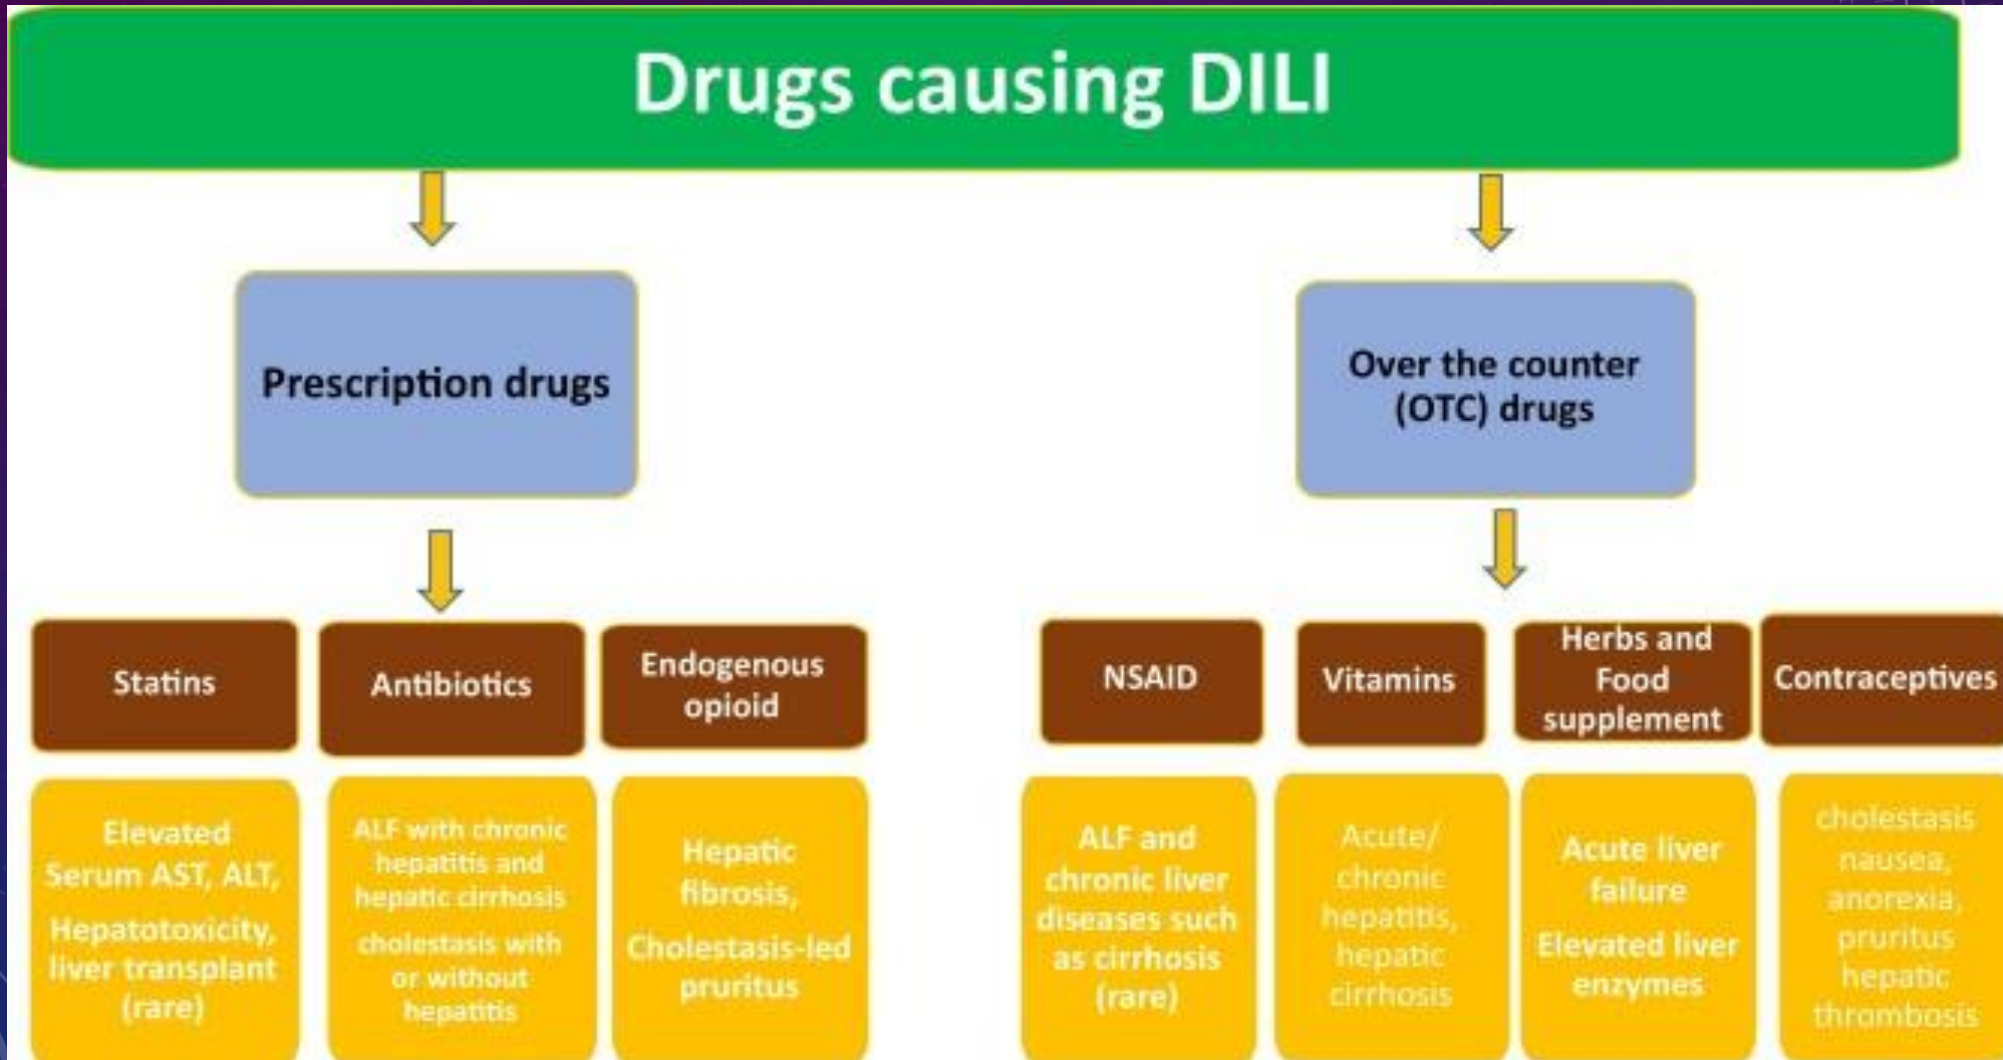 Drugs causing DILI
Prescription drugs
Over the counter
(OTC) drugs
Statins
Antibiotics
Endogenous
opioid
NSAID
Vitamins
Herbs and
Food
supplement
Contraceptives
Elevated
Serum AST, ALT,
Hepatotoxicity,
liver transplant
(rare)
ALF with chronic
hepatitis and
hepatic cirrhosis
cholestasis with
or without
hepatitis
Hepatic
fibrosis,
Cholestasis-led
pruritus
ALF and
chronic liver
diseases such
as cirrhosis
(rare)
Acute/
chronic
hepatitis,
hepatic
cirrhosis
Acute liver
failure
Elevated liver
enzymes
cholestasis
nausea,
anorexia,
pruritus
hepatic
thrombosis